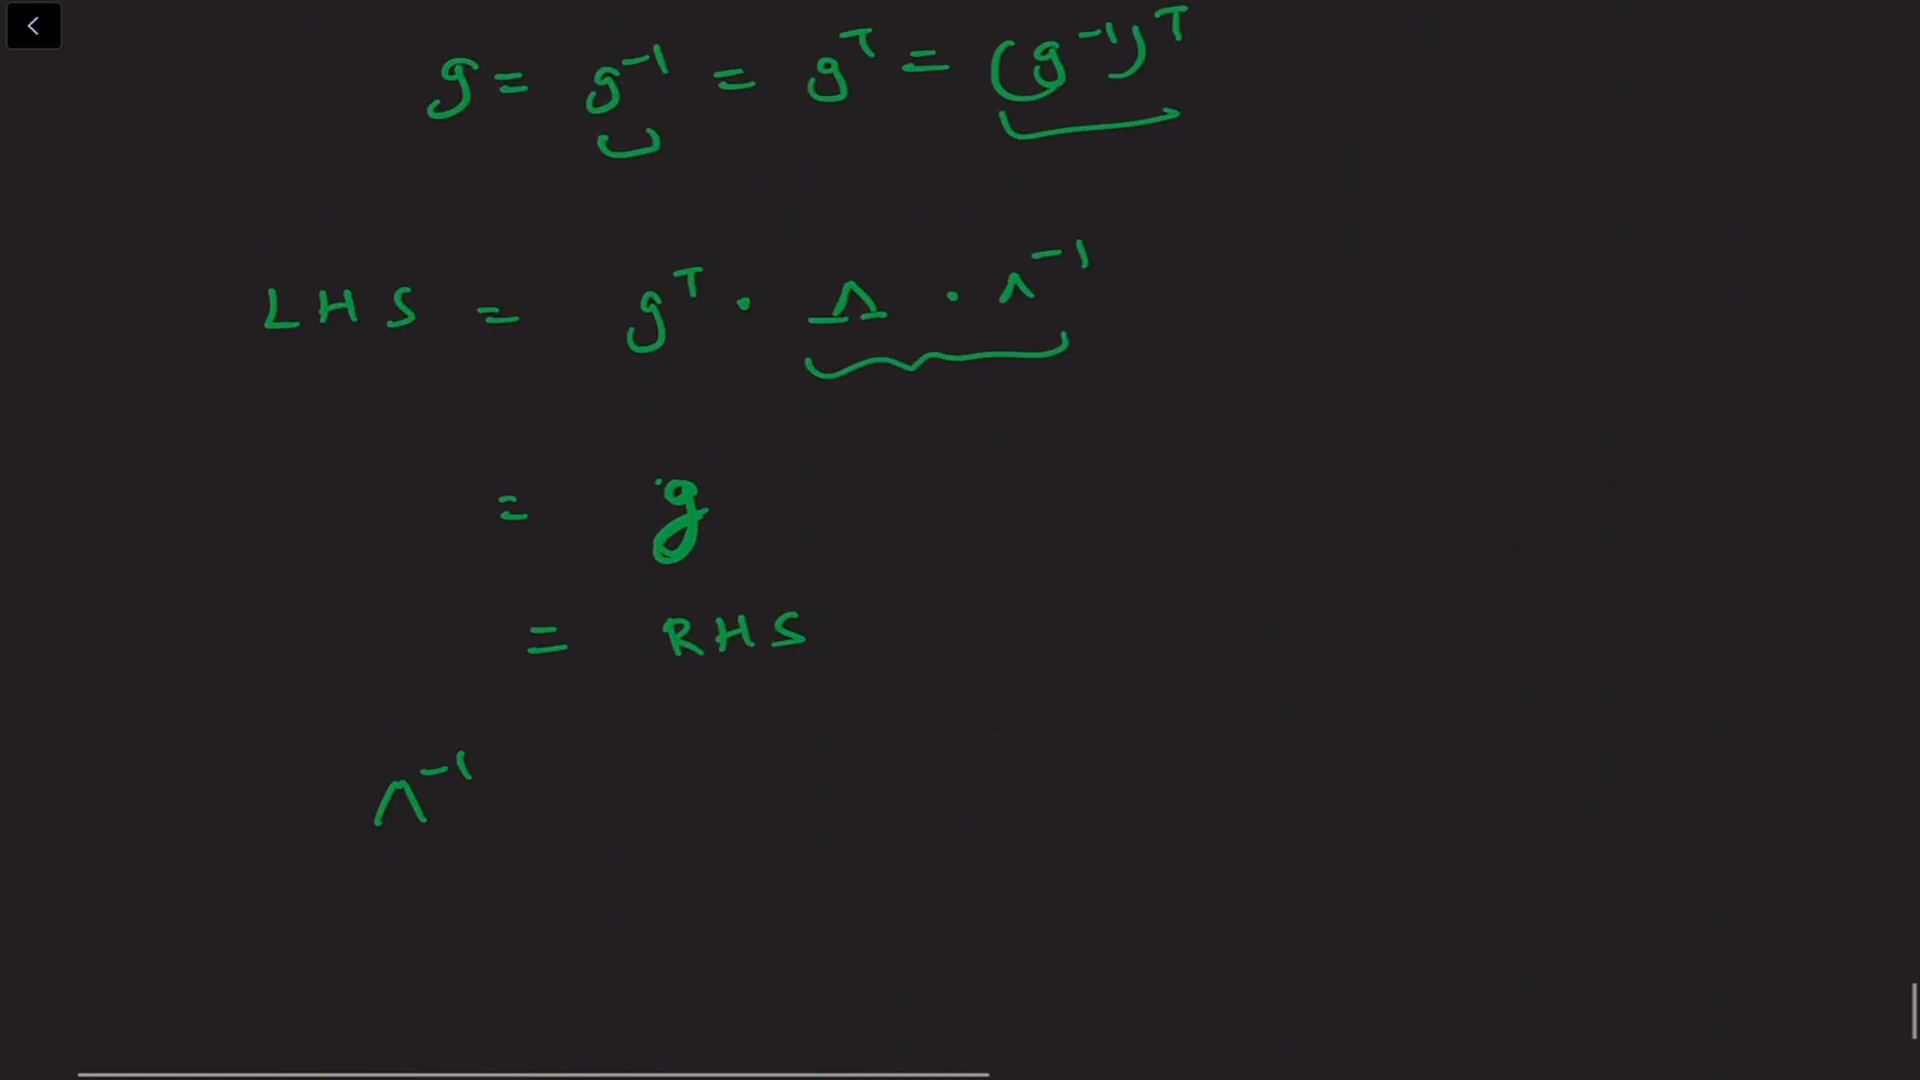 g = g⁻¹ = gᵀ = (g⁻¹)ᵀ
LHS = gᵀ · Λ · Λ⁻¹
= g
= RHS
Λ⁻¹